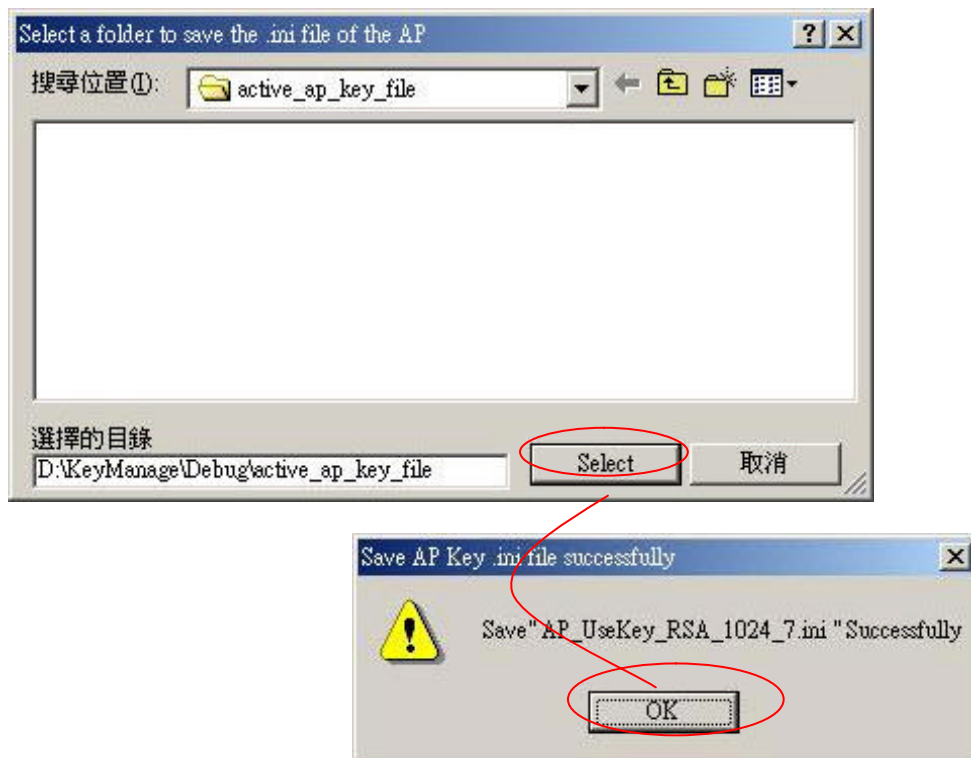 Select a folder to save the .ini file of the AP
搜尋位置(I):
active_ap_key_file
選擇的目錄
D:\KeyManage\Debug\active_ap_key_file
Select
取消
Save AP Key .ini file successfully
Save" AP_UseKey_RSA_1024_7.ini "Successfully
OK